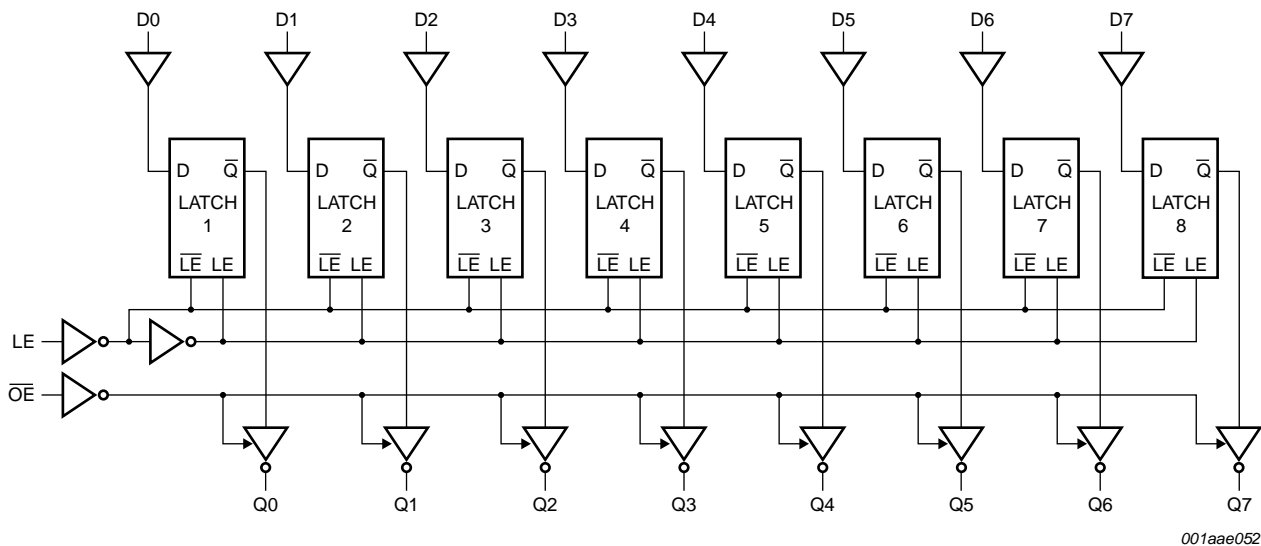 D0 D1 D2 D3 D4 D5 D6 D7
D Q̅ D Q̅ D Q̅ D Q̅ D Q̅ D Q̅ D Q̅ D Q̅
LATCH LATCH LATCH LATCH LATCH LATCH LATCH LATCH
1 2 3 4 5 6 7 8
L̅E̅ LE L̅E̅ LE L̅E̅ LE L̅E̅ LE L̅E̅ LE L̅E̅ LE L̅E̅ LE L̅E̅ LE
LE
O̅E̅
Q0 Q1 Q2 Q3 Q4 Q5 Q6 Q7
001aae052